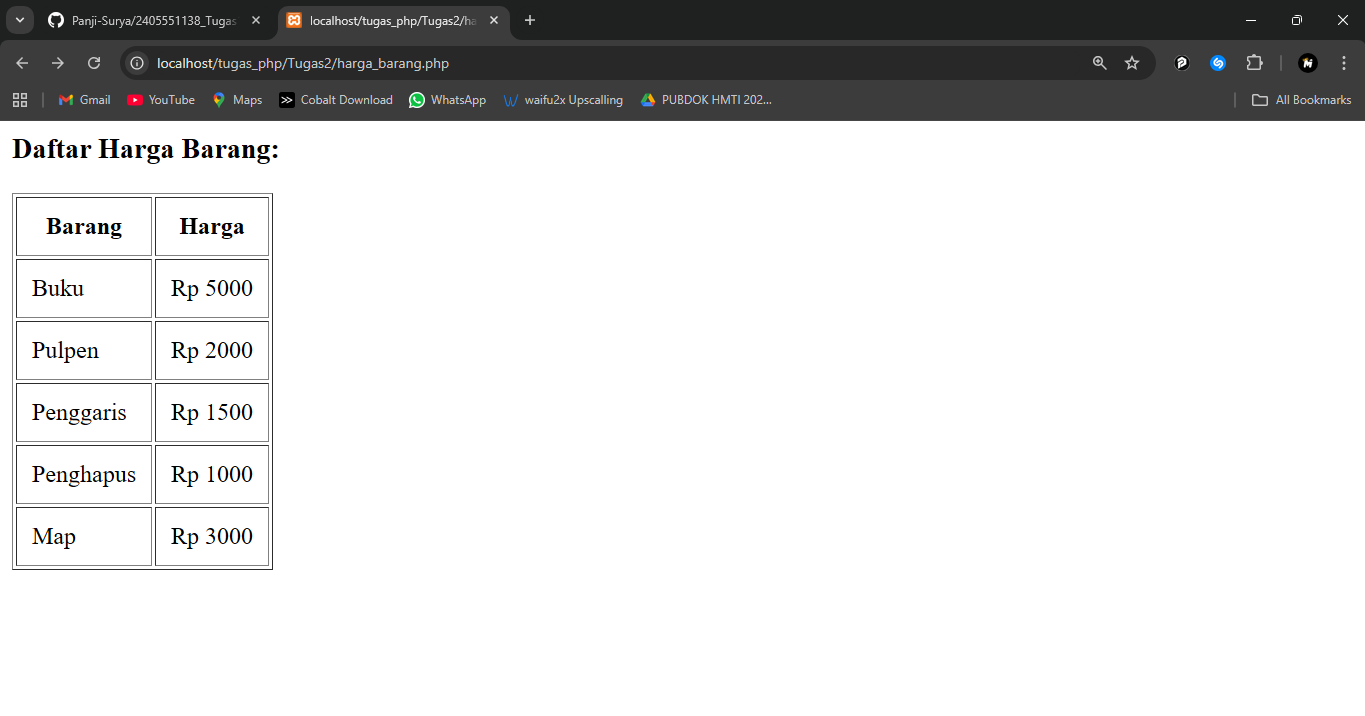 Panji-Surya/2405551138_Tugas
localhost/tugas_php/Tugas2/ha
localhost/tugas_php/Tugas2/harga_barang.php
Gmail YouTube Maps Cobalt Download WhatsApp waifu2x Upscalling PUBDOK HMTI 202... All Bookmarks
Daftar Harga Barang:
Barang Harga
Buku Rp 5000
Pulpen Rp 2000
Penggaris Rp 1500
Penghapus Rp 1000
Map Rp 3000